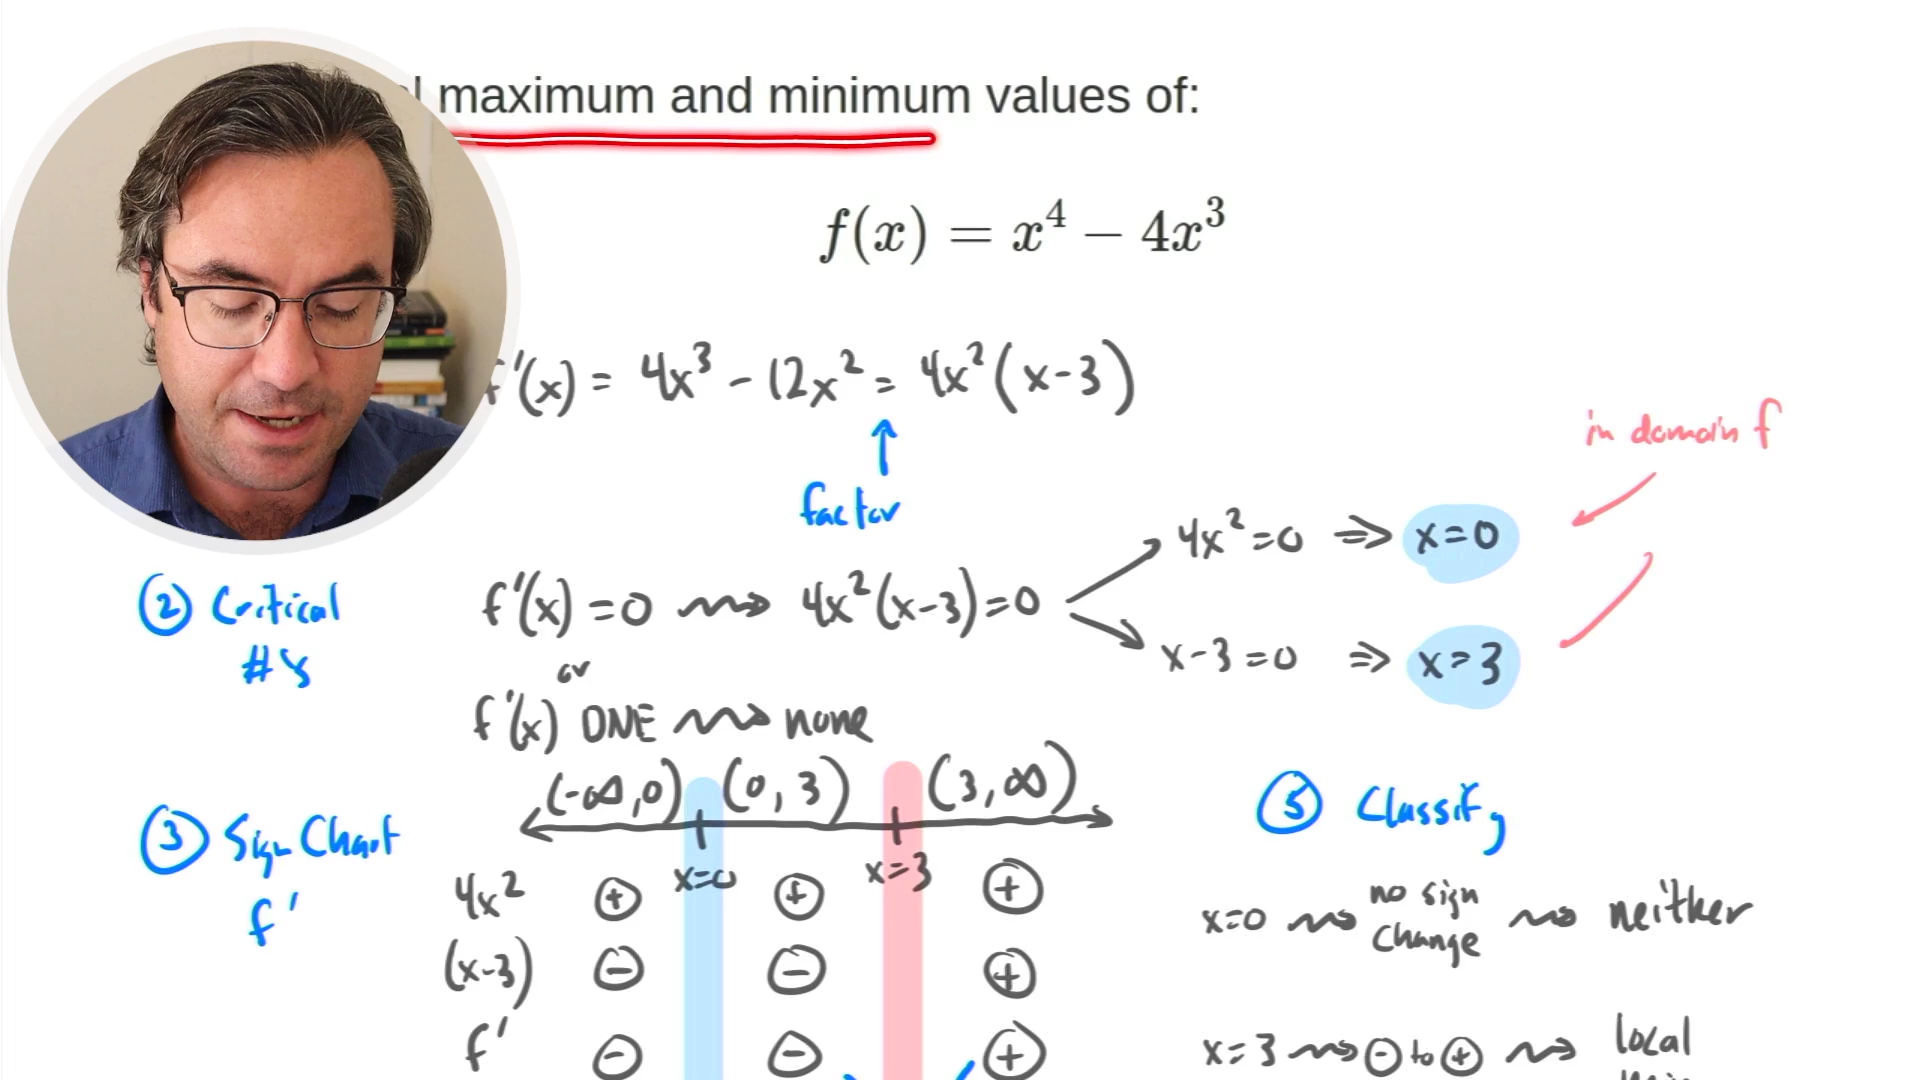 maximum and minimum values of:
f(x) = x⁴ − 4x³
f'(x) = 4x³ - 12x² = 4x²(x-3)
factor
in domain f
4x²=0 ⇒ x=0
② Critical #s
f'(x) =0 ⇝ 4x²(x-3)=0
x-3=0 ⇒ x=3
or
f'(x) DNE ⇝ none
(-∞,0) (0,3) (3,∞)
x=0 x=3
③ Sign Chart f'
4x² + + +
(x-3) - - +
f' - - +
⑤ Classify
x=0 ⇝ no sign change ⇝ neither
x=3 ⇝ - to + ⇝ local